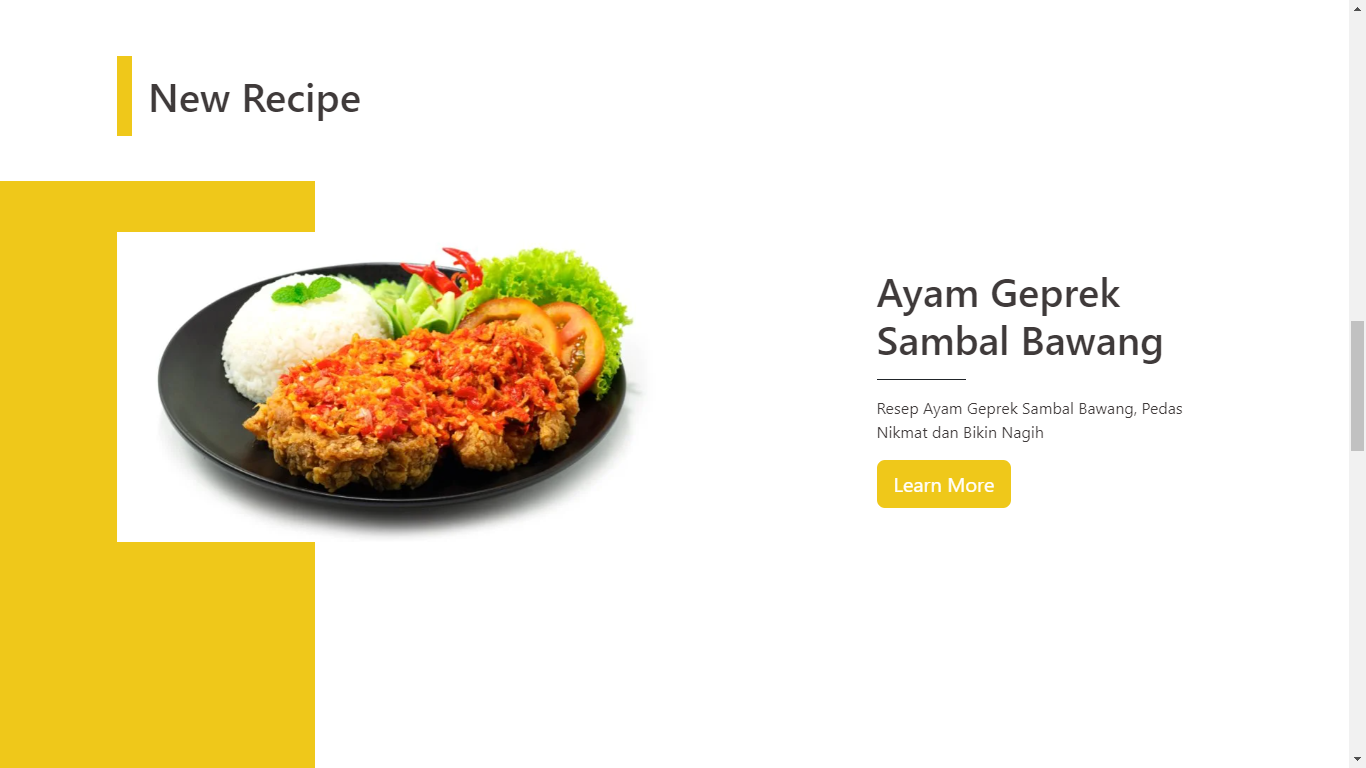 New Recipe
Ayam Geprek
Sambal Bawang
Resep Ayam Geprek Sambal Bawang, Pedas
Nikmat dan Bikin Nagih
Learn More